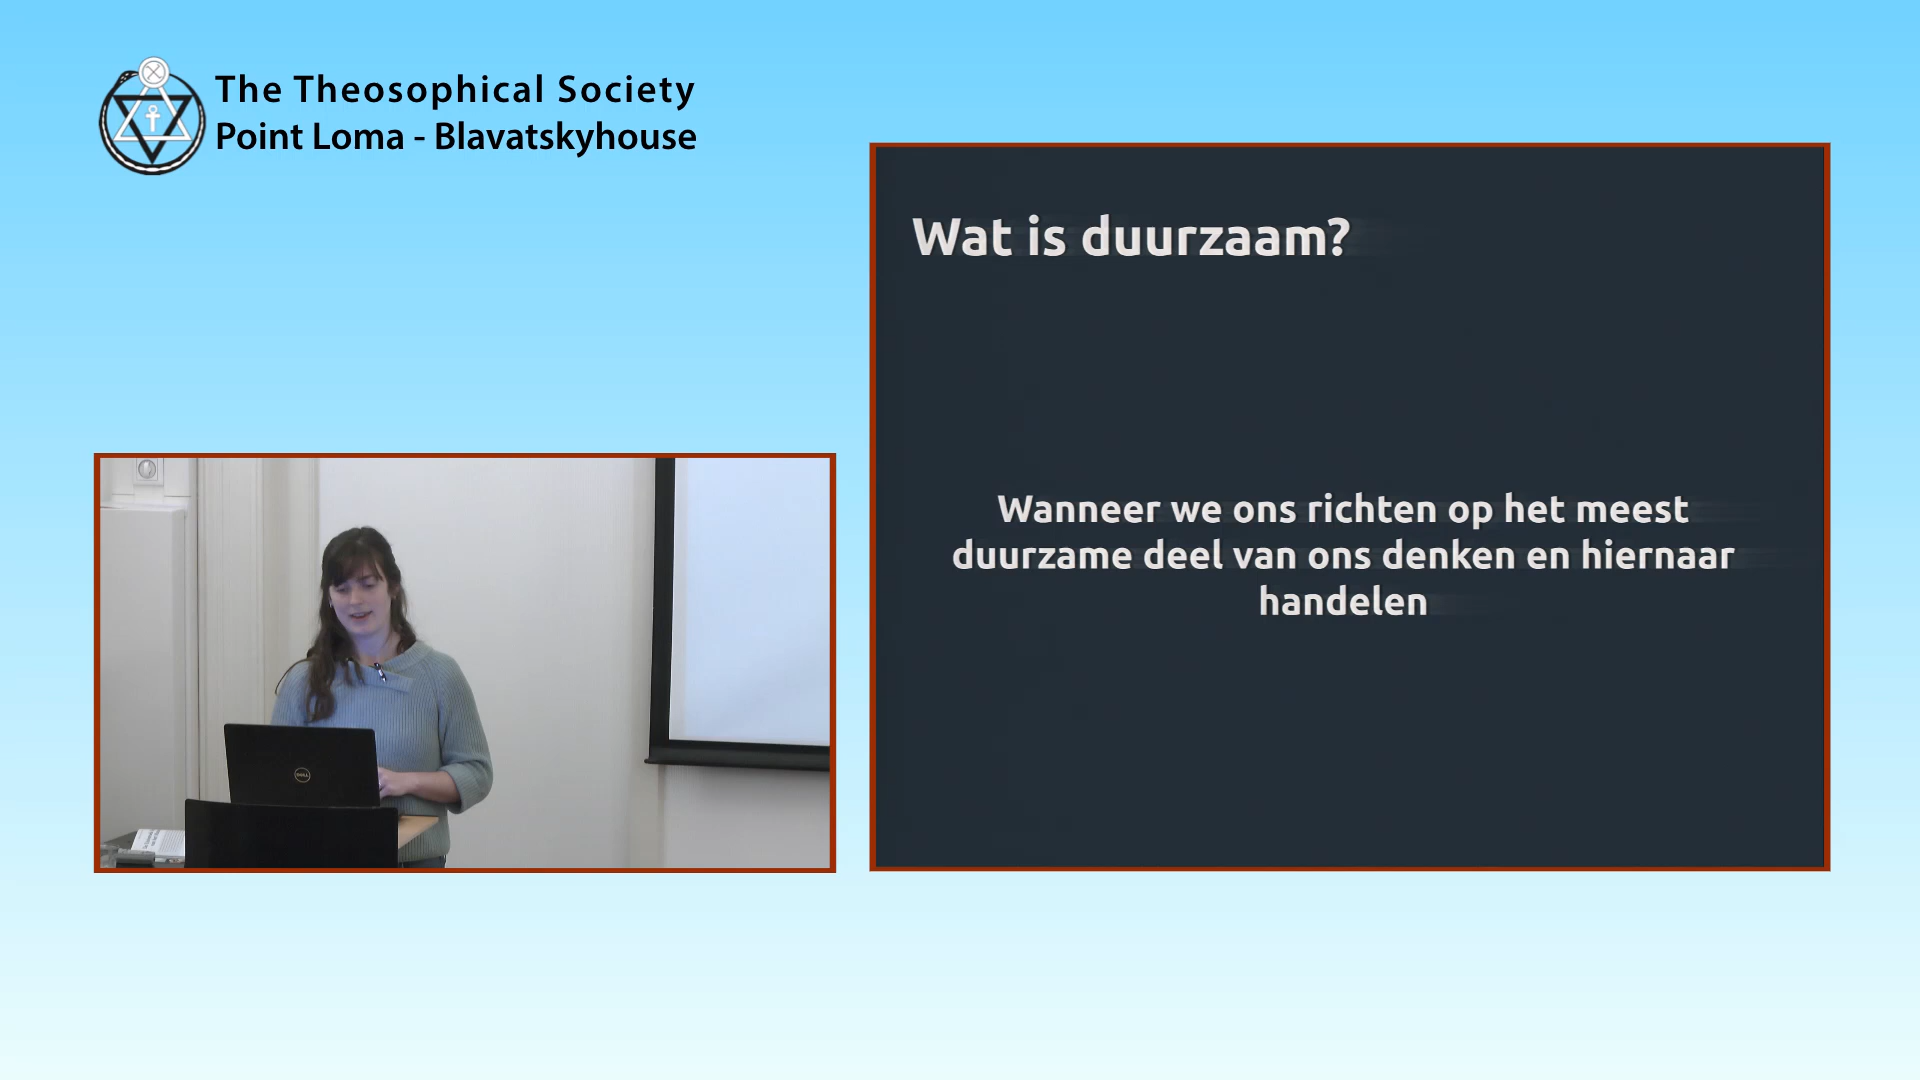 The Theosophical Society
Point Loma - Blavatskyhouse
Wat is duurzaam?
Wanneer we ons richten op het meest
duurzame deel van ons denken en hiernaar
handelen
DELL